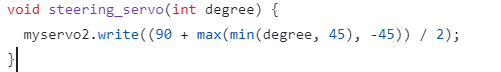 void steering_servo(int degree) {
  myservo2.write((90 + max(min(degree, 45), -45)) / 2);
}